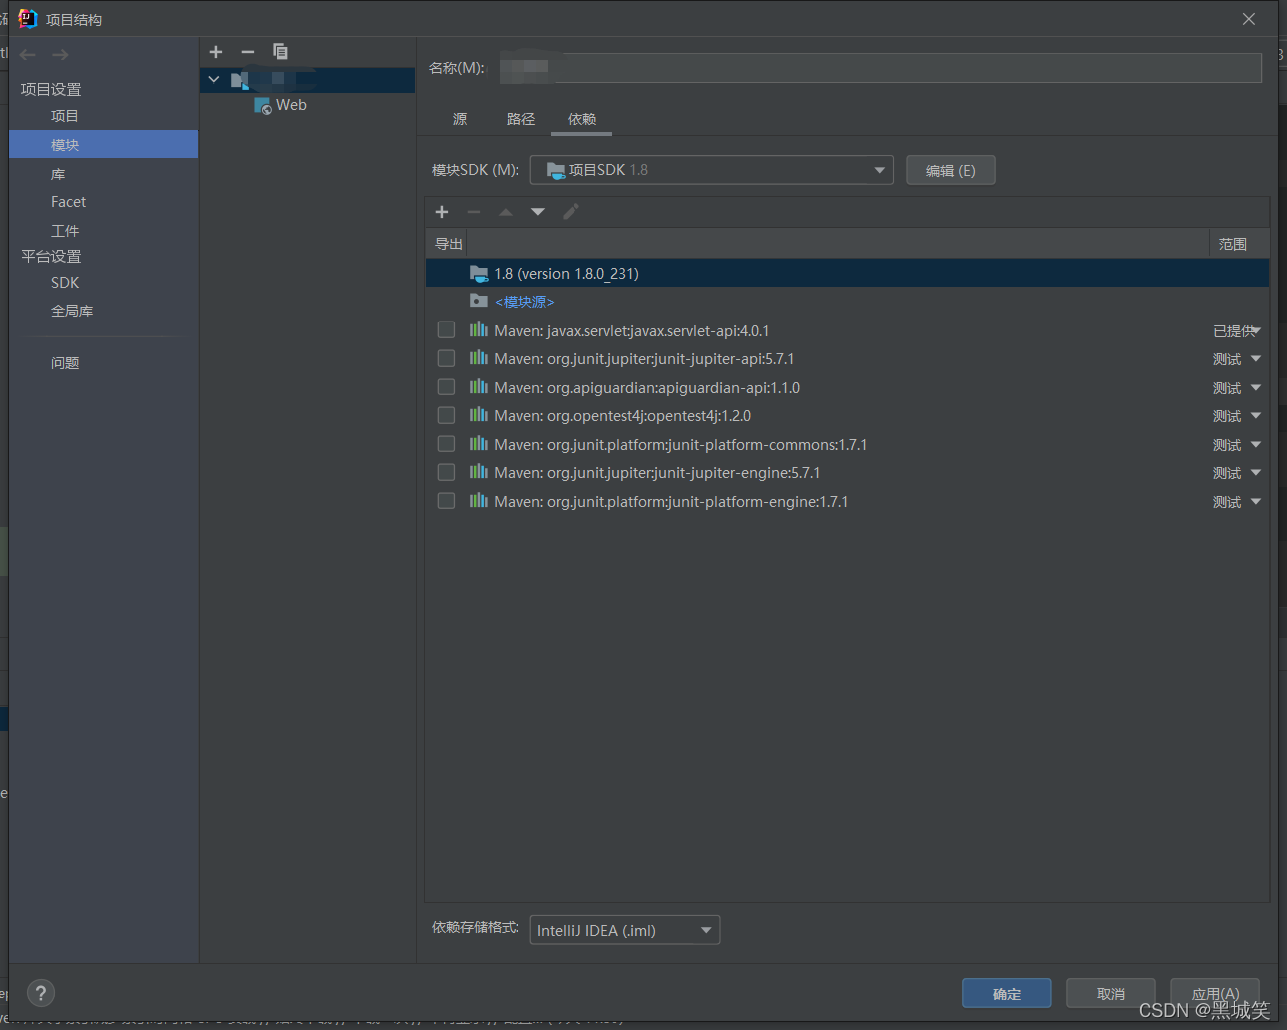 项目结构
项目设置
项目
模块
库
Facet
工件
平台设置
SDK
全局库
问题
Web
名称(M):
源 路径 依赖
模块SDK (M): 项目SDK 1.8 编辑 (E)
导出 范围
1.8 (version 1.8.0_231)
<模块源>
Maven: javax.servlet:javax.servlet-api:4.0.1 已提供
Maven: org.junit.jupiter:junit-jupiter-api:5.7.1 测试
Maven: org.apiguardian:apiguardian-api:1.1.0 测试
Maven: org.opentest4j:opentest4j:1.2.0 测试
Maven: org.junit.platform:junit-platform-commons:1.7.1 测试
Maven: org.junit.jupiter:junit-jupiter-engine:5.7.1 测试
Maven: org.junit.platform:junit-platform-engine:1.7.1 测试
依赖存储格式: IntelliJ IDEA (.iml)
? 确定 取消 应用(A)
CSDN @黑城笑